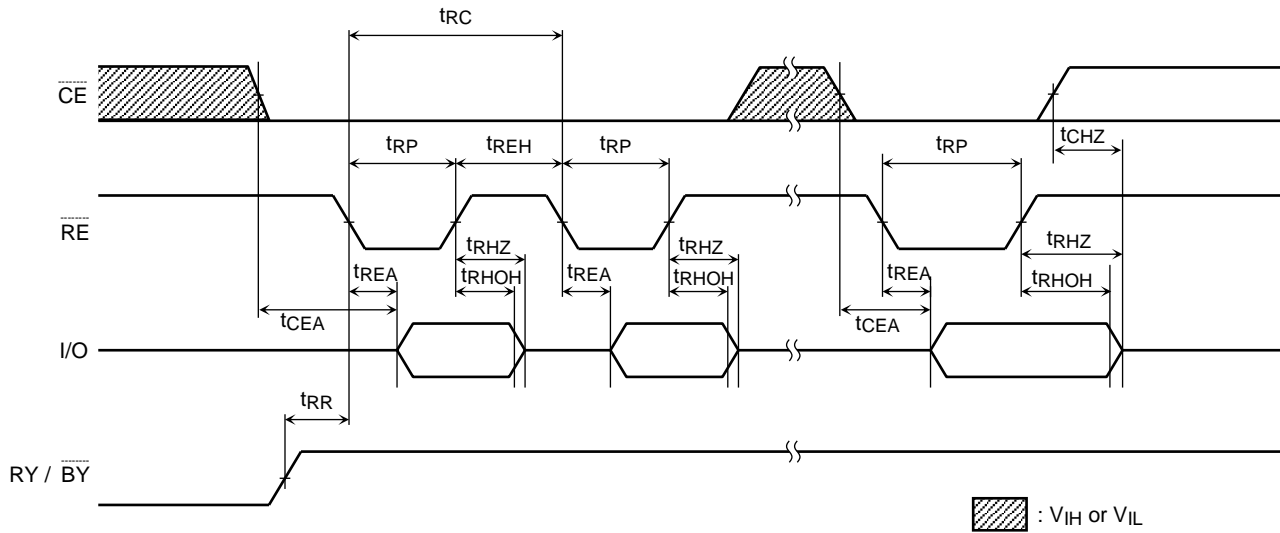 tRC
CE
tCHZ
tRP tREH tRP tRP
RE
tRHZ tRHZ tRHZ
tREA tRHOH tREA tRHOH tREA tRHOH
tCEA tCEA
I/O
tRR
RY / BY
: VIH or VIL